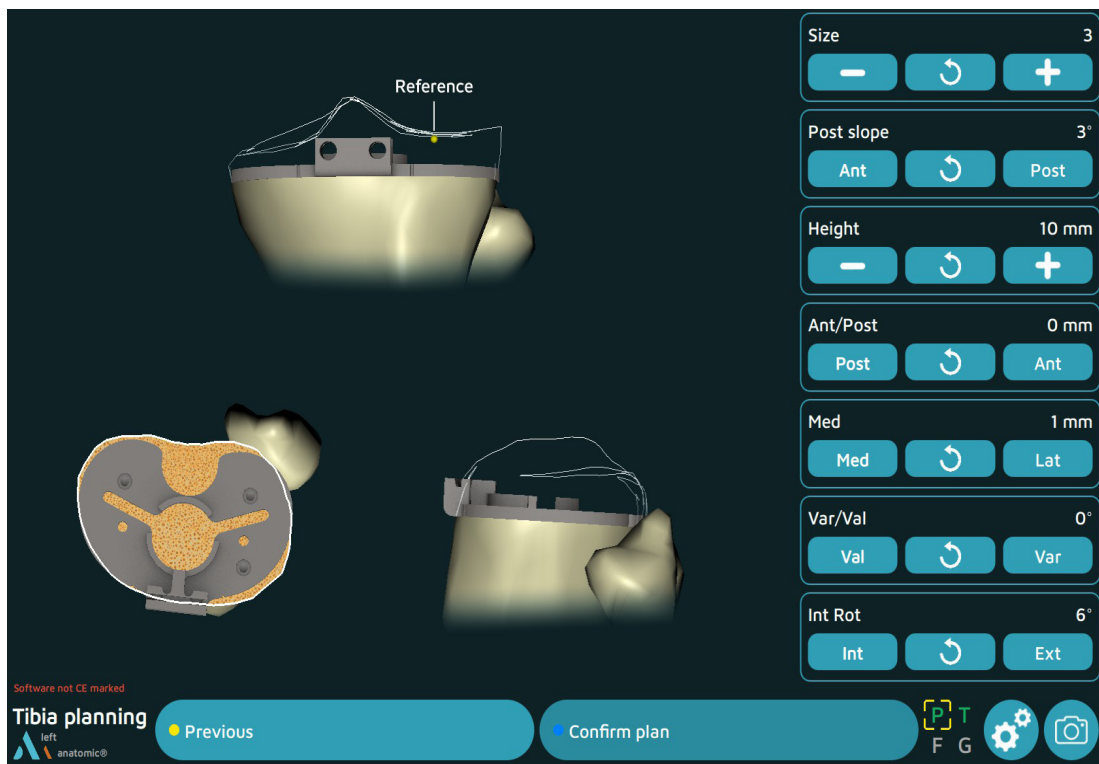 Reference
Size 3
Post slope 3°
Ant Post
Height 10 mm
Ant/Post 0 mm
Post Ant
Med 1 mm
Med Lat
Var/Val 0°
Val Var
Int Rot 6°
Int Ext
Software not CE marked
Tibia planning
left
anatomic®
Previous
Confirm plan
P T
F G